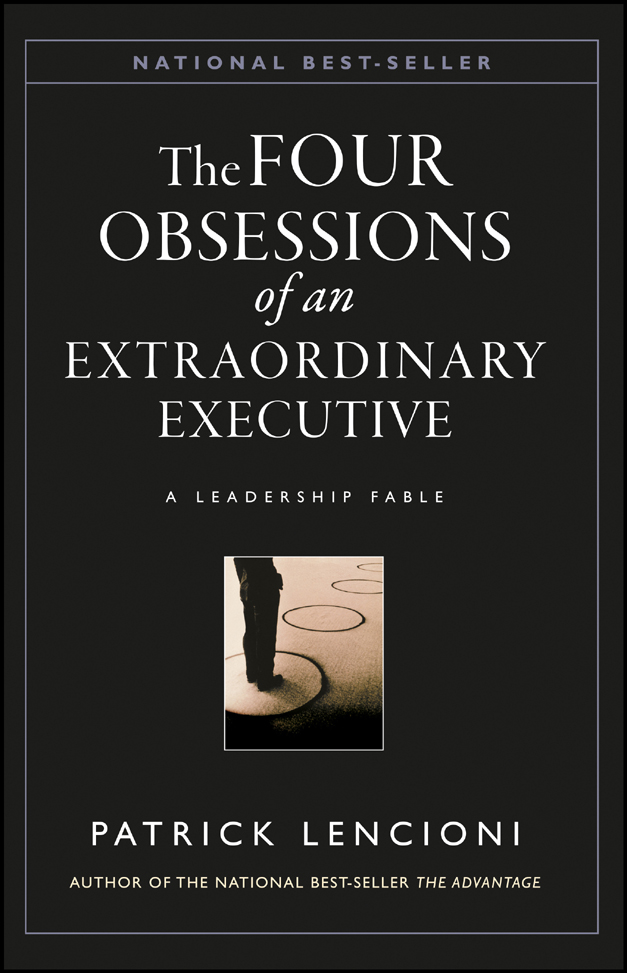 NATIONAL BEST-SELLER
The FOUR
OBSESSIONS
of an
EXTRAORDINARY
EXECUTIVE
A LEADERSHIP FABLE
PATRICK LENCIONI
AUTHOR OF THE NATIONAL BEST-SELLER THE ADVANTAGE